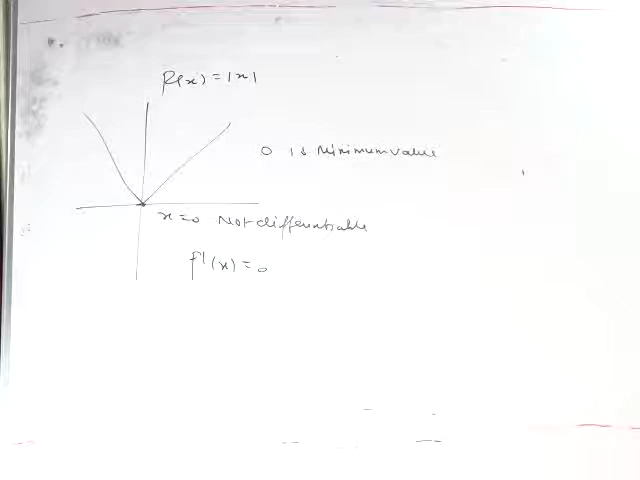 f(x) = |x|
0 is Minimum value
x=0 Not differentiable
f'(x) = 0